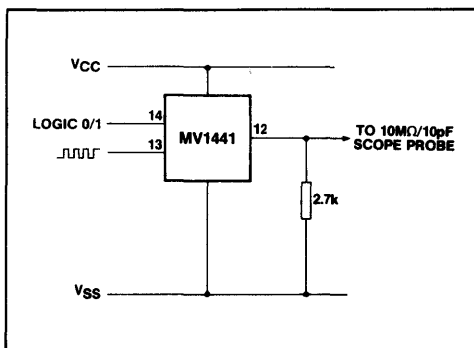 VCC
LOGIC 0/1
14
13
MV1441
12
TO 10MΩ/10pF
SCOPE PROBE
2.7k
VSS